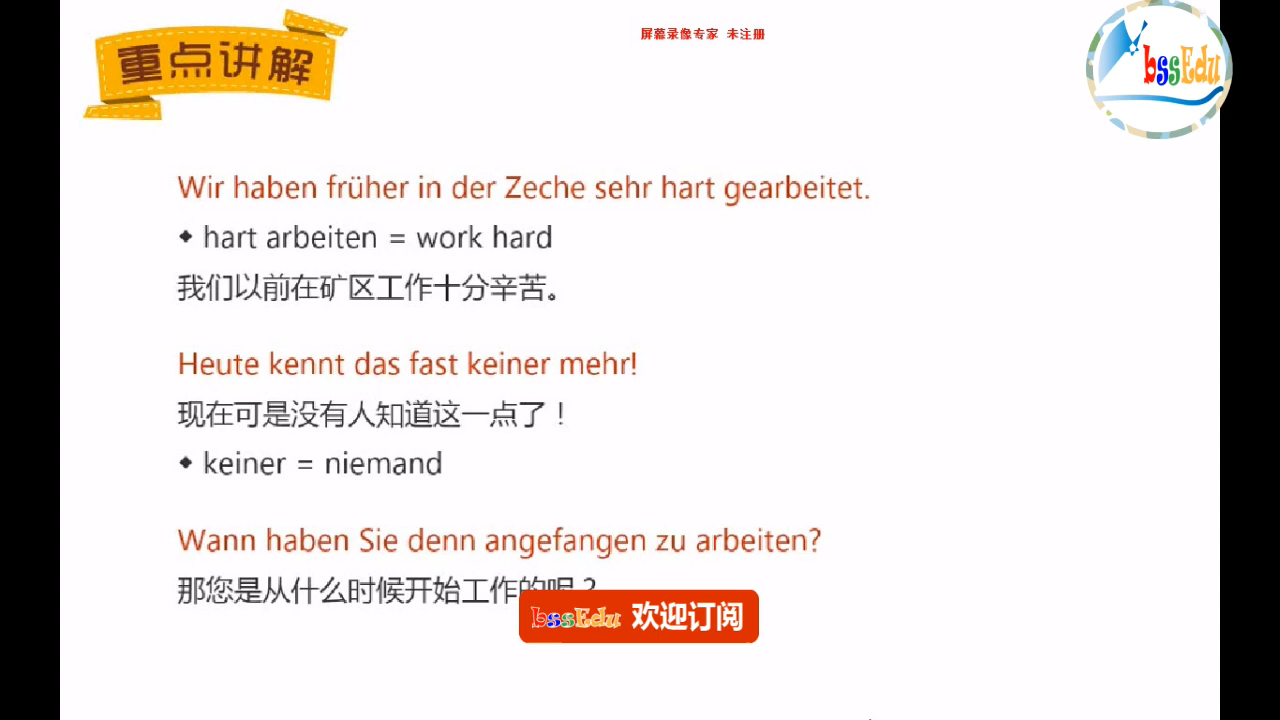 重点讲解
屏幕录像专家 未注册
bssEdu
Wir haben früher in der Zeche sehr hart gearbeitet.
◆ hart arbeiten = work hard
我们以前在矿区工作十分辛苦。
Heute kennt das fast keiner mehr!
现在可是没有人知道这一点了！
◆ keiner = niemand
Wann haben Sie denn angefangen zu arbeiten?
那您是从什么时候开始工作的呢？
bssEdu 欢迎订阅